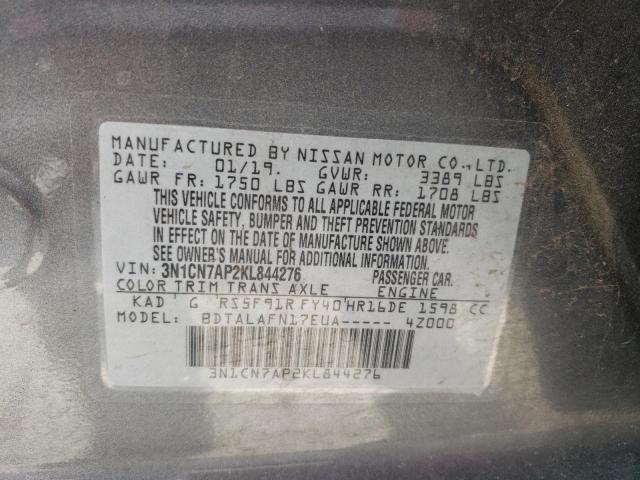 MANUFACTURED BY NISSAN MOTOR CO.,LTD.
DATE: 01/19. GVWR: 3389 LBS
GAWR FR: 1750 LBS GAWR RR: 1708 LBS
THIS VEHICLE CONFORMS TO ALL APPLICABLE FEDERAL MOTOR
VEHICLE SAFETY, BUMPER AND THEFT PREVENTION STANDARDS
IN EFFECT ON THE DATE OF MANUFACTURE SHOWN ABOVE.
SEE OWNER'S MANUAL FOR ADDITIONAL INFORMATION.
VIN: 3N1CN7AP2KL844276 PASSENGER CAR.
COLOR TRIM TRANS AXLE ENGINE
KAD G RS5F91R FY40 HR16DE 1598 CC
MODEL: BDTALAFN17EUA----- 4Z000
3N1CN7AP2KL844276